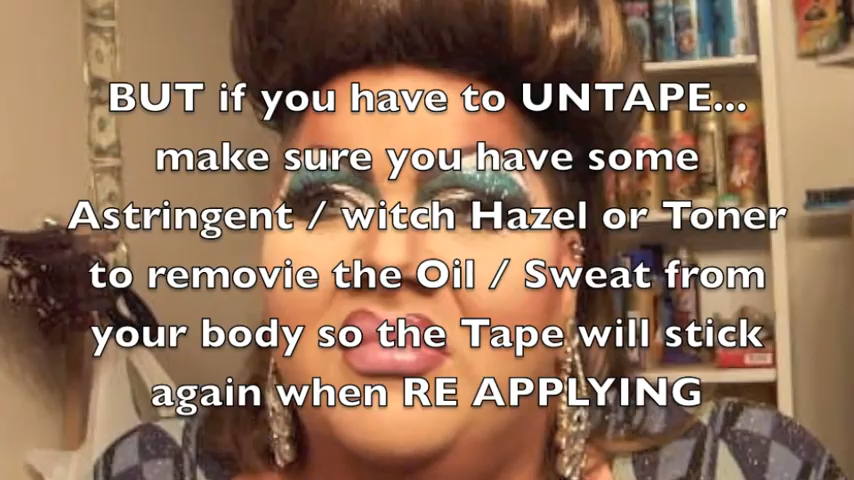 BUT if you have to UNTAPE...
make sure you have some
Astringent / witch Hazel or Toner
to removie the Oil / Sweat from
your body so the Tape will stick
again when RE APPLYING